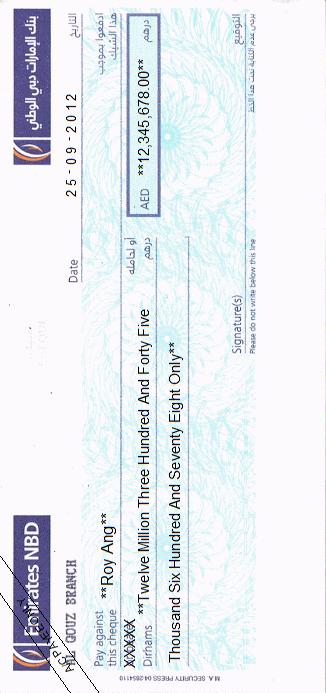 Emirates NBD
بنك الإمارات دبي الوطني
A/C PAYEE ONLY
AL QOUZ BRANCH
Date 25-09-2012 التاريخ
Pay against this cheque **Roy Ang** ادفعوا بموجب هذا الشيك
XXXXX أو لحامله
Dirhams **Twelve Million Three Hundred And Forty Five درهم
Thousand Six Hundred And Seventy Eight Only**
AED **12,345,678.00** درهم
Signature(s) التوقيع
Please do not write below this line يرجى عدم الكتابة تحت هذا الخط
M.A. SECURITY PRESS 04-2854110